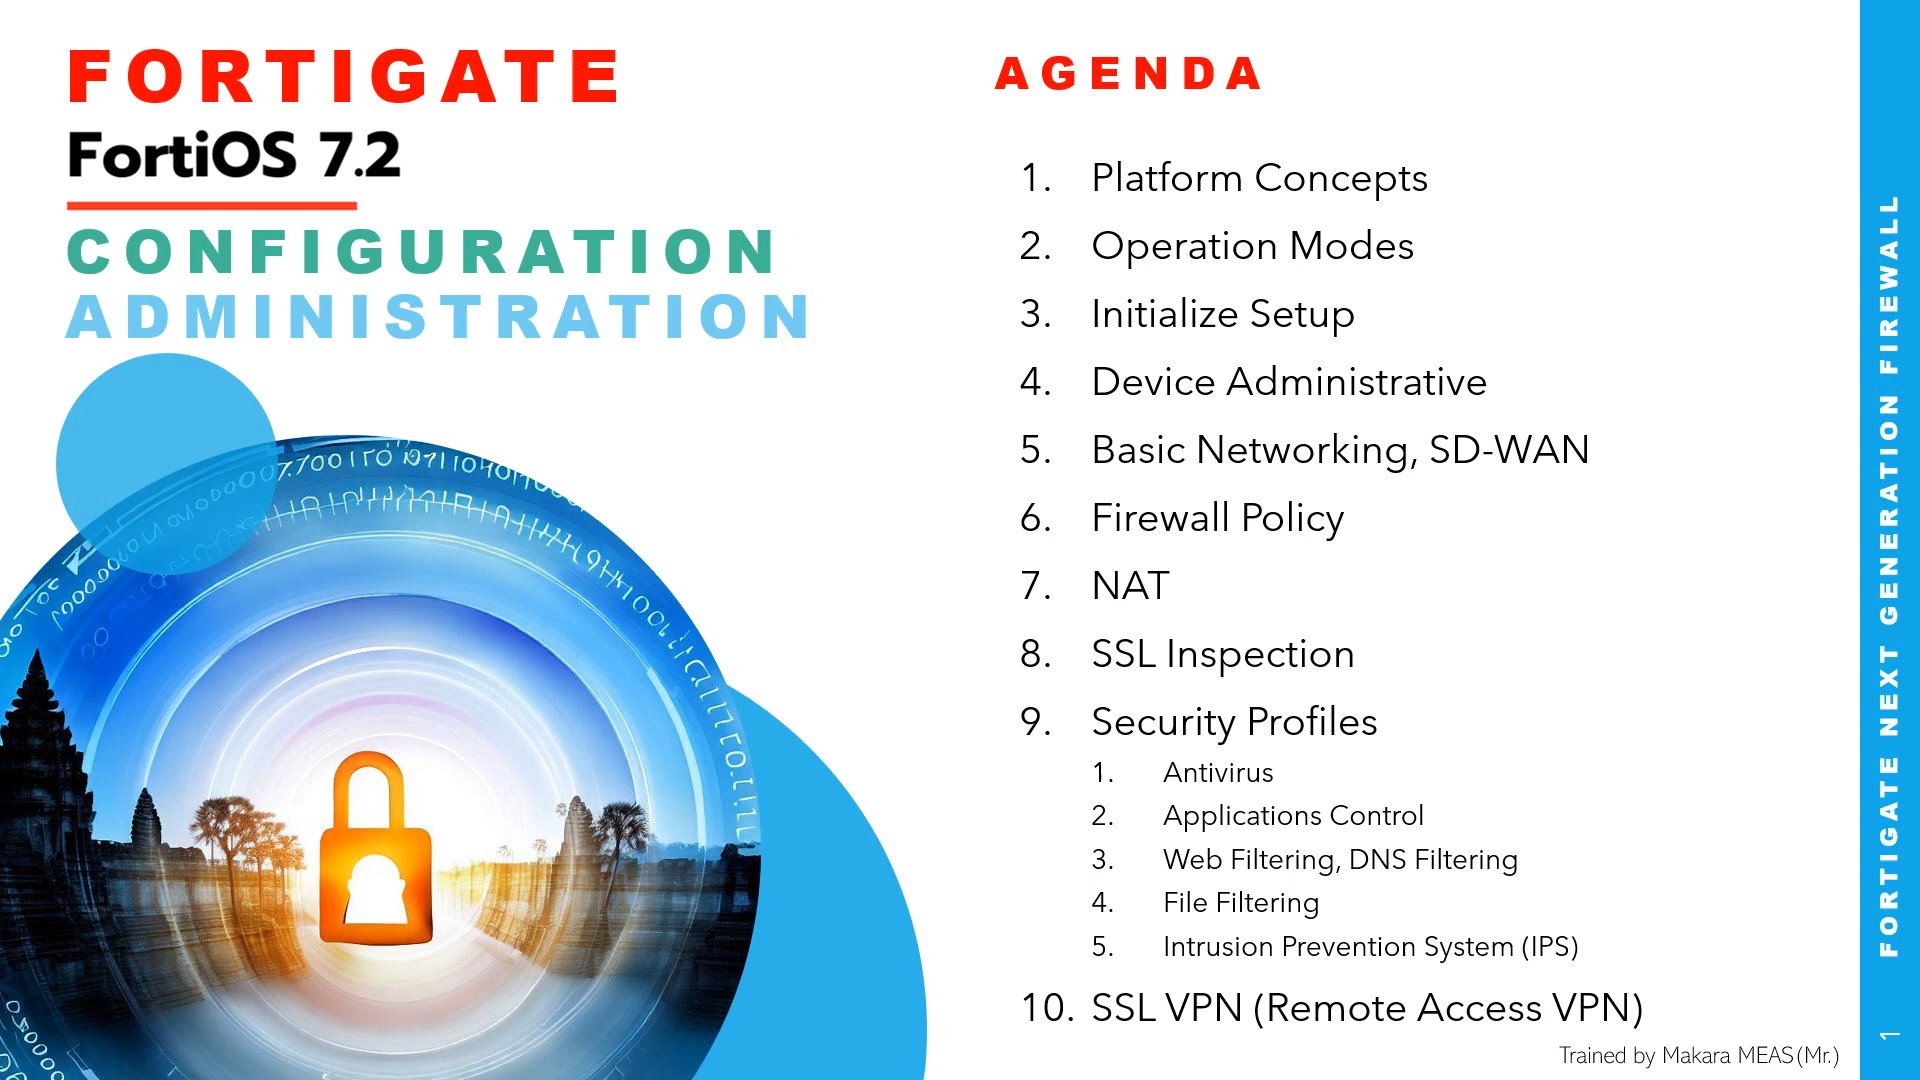 FORTIGATE
FortiOS 7.2
CONFIGURATION
ADMINISTRATION
AGENDA
1. Platform Concepts
2. Operation Modes
3. Initialize Setup
4. Device Administrative
5. Basic Networking, SD-WAN
6. Firewall Policy
7. NAT
8. SSL Inspection
9. Security Profiles
1. Antivirus
2. Applications Control
3. Web Filtering, DNS Filtering
4. File Filtering
5. Intrusion Prevention System (IPS)
10. SSL VPN (Remote Access VPN)
Trained by Makara MEAS(Mr.)
FORTIGATE NEXT GENERATION FIREWALL
1